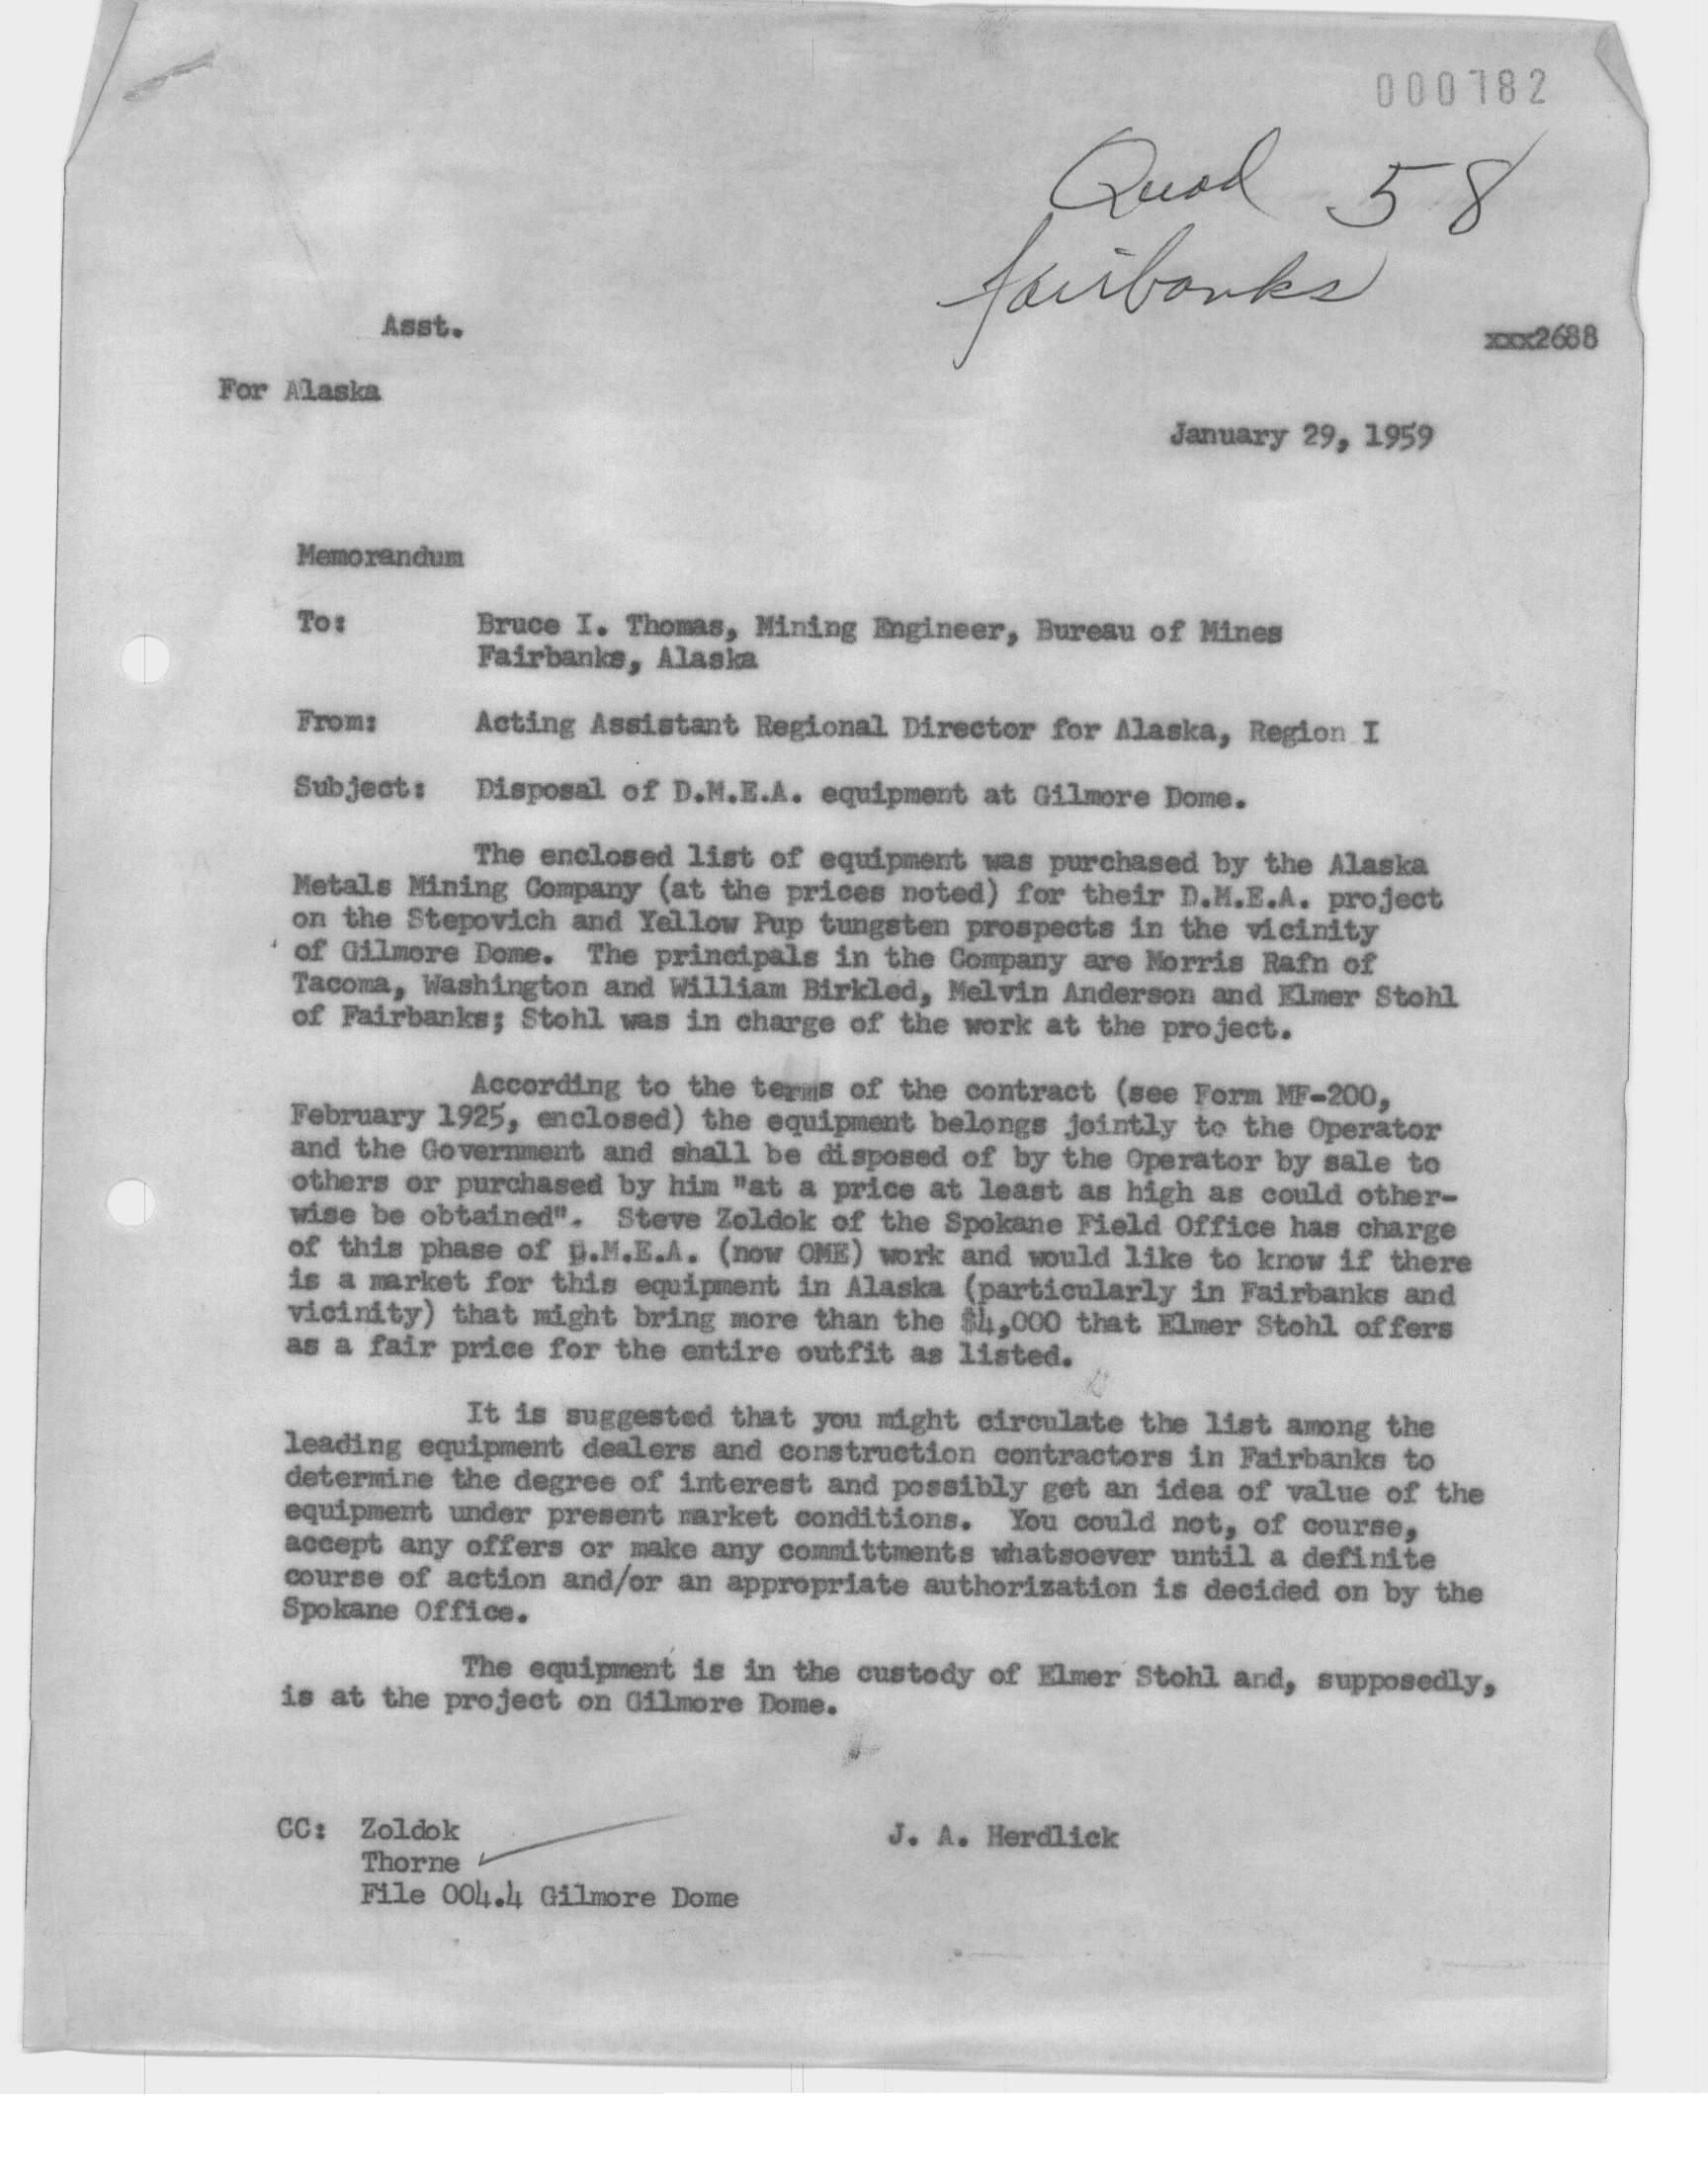 000782
Quad 58
Fairbanks
Asst.
xxx2688
For Alaska
January 29, 1959
Memorandum
To: Bruce I. Thomas, Mining Engineer, Bureau of Mines
Fairbanks, Alaska
From: Acting Assistant Regional Director for Alaska, Region I
Subject: Disposal of D.M.E.A. equipment at Gilmore Dome.
The enclosed list of equipment was purchased by the Alaska
Metals Mining Company (at the prices noted) for their D.M.E.A. project
on the Stepovich and Yellow Pup tungsten prospects in the vicinity
of Gilmore Dome. The principals in the Company are Morris Rafn of
Tacoma, Washington and William Birkled, Melvin Anderson and Elmer Stohl
of Fairbanks; Stohl was in charge of the work at the project.
According to the terms of the contract (see Form MF-200,
February 1925, enclosed) the equipment belongs jointly to the Operator
and the Government and shall be disposed of by the Operator by sale to
others or purchased by him "at a price at least as high as could other-
wise be obtained". Steve Zoldok of the Spokane Field Office has charge
of this phase of D.M.E.A. (now OME) work and would like to know if there
is a market for this equipment in Alaska (particularly in Fairbanks and
vicinity) that might bring more than the $4,000 that Elmer Stohl offers
as a fair price for the entire outfit as listed.
It is suggested that you might circulate the list among the
leading equipment dealers and construction contractors in Fairbanks to
determine the degree of interest and possibly get an idea of value of the
equipment under present market conditions. You could not, of course,
accept any offers or make any committments whatsoever until a definite
course of action and/or an appropriate authorization is decided on by the
Spokane Office.
The equipment is in the custody of Elmer Stohl and, supposedly,
is at the project on Gilmore Dome.
CC: Zoldok
J. A. Herdlick
Thorne
File 004.4 Gilmore Dome